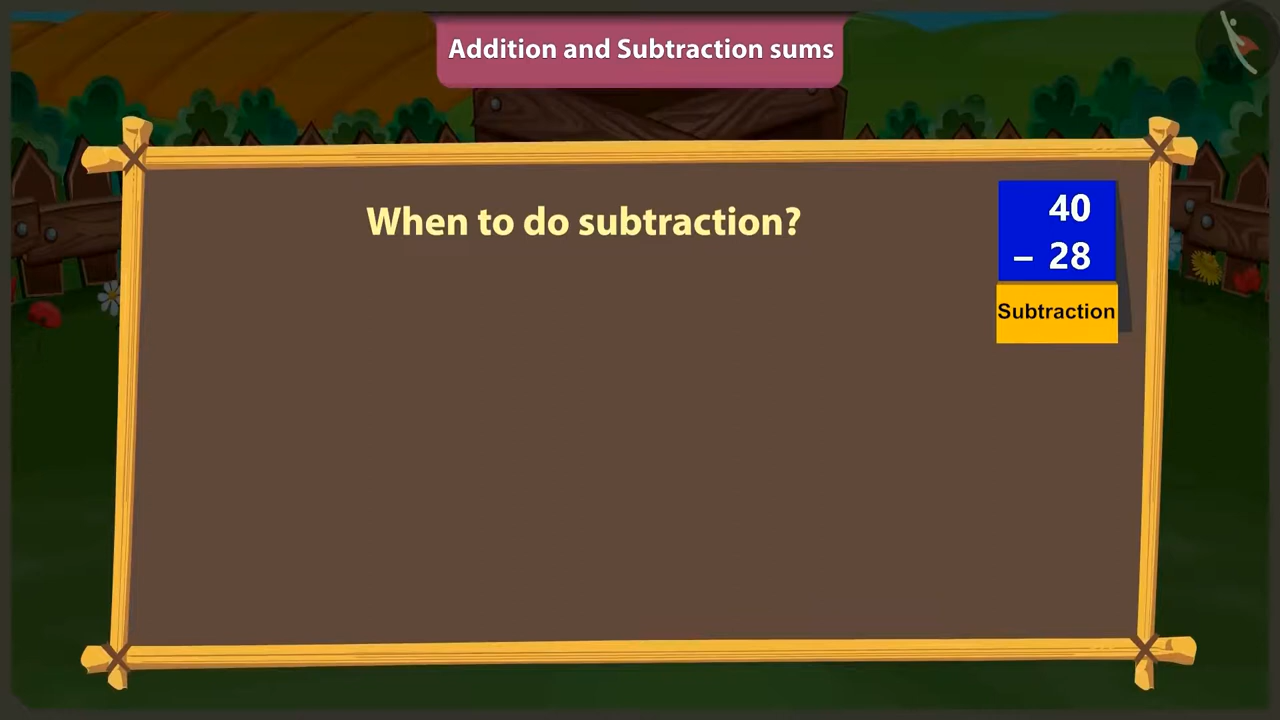 Addition and Subtraction sums
When to do subtraction?
40
– 28
Subtraction